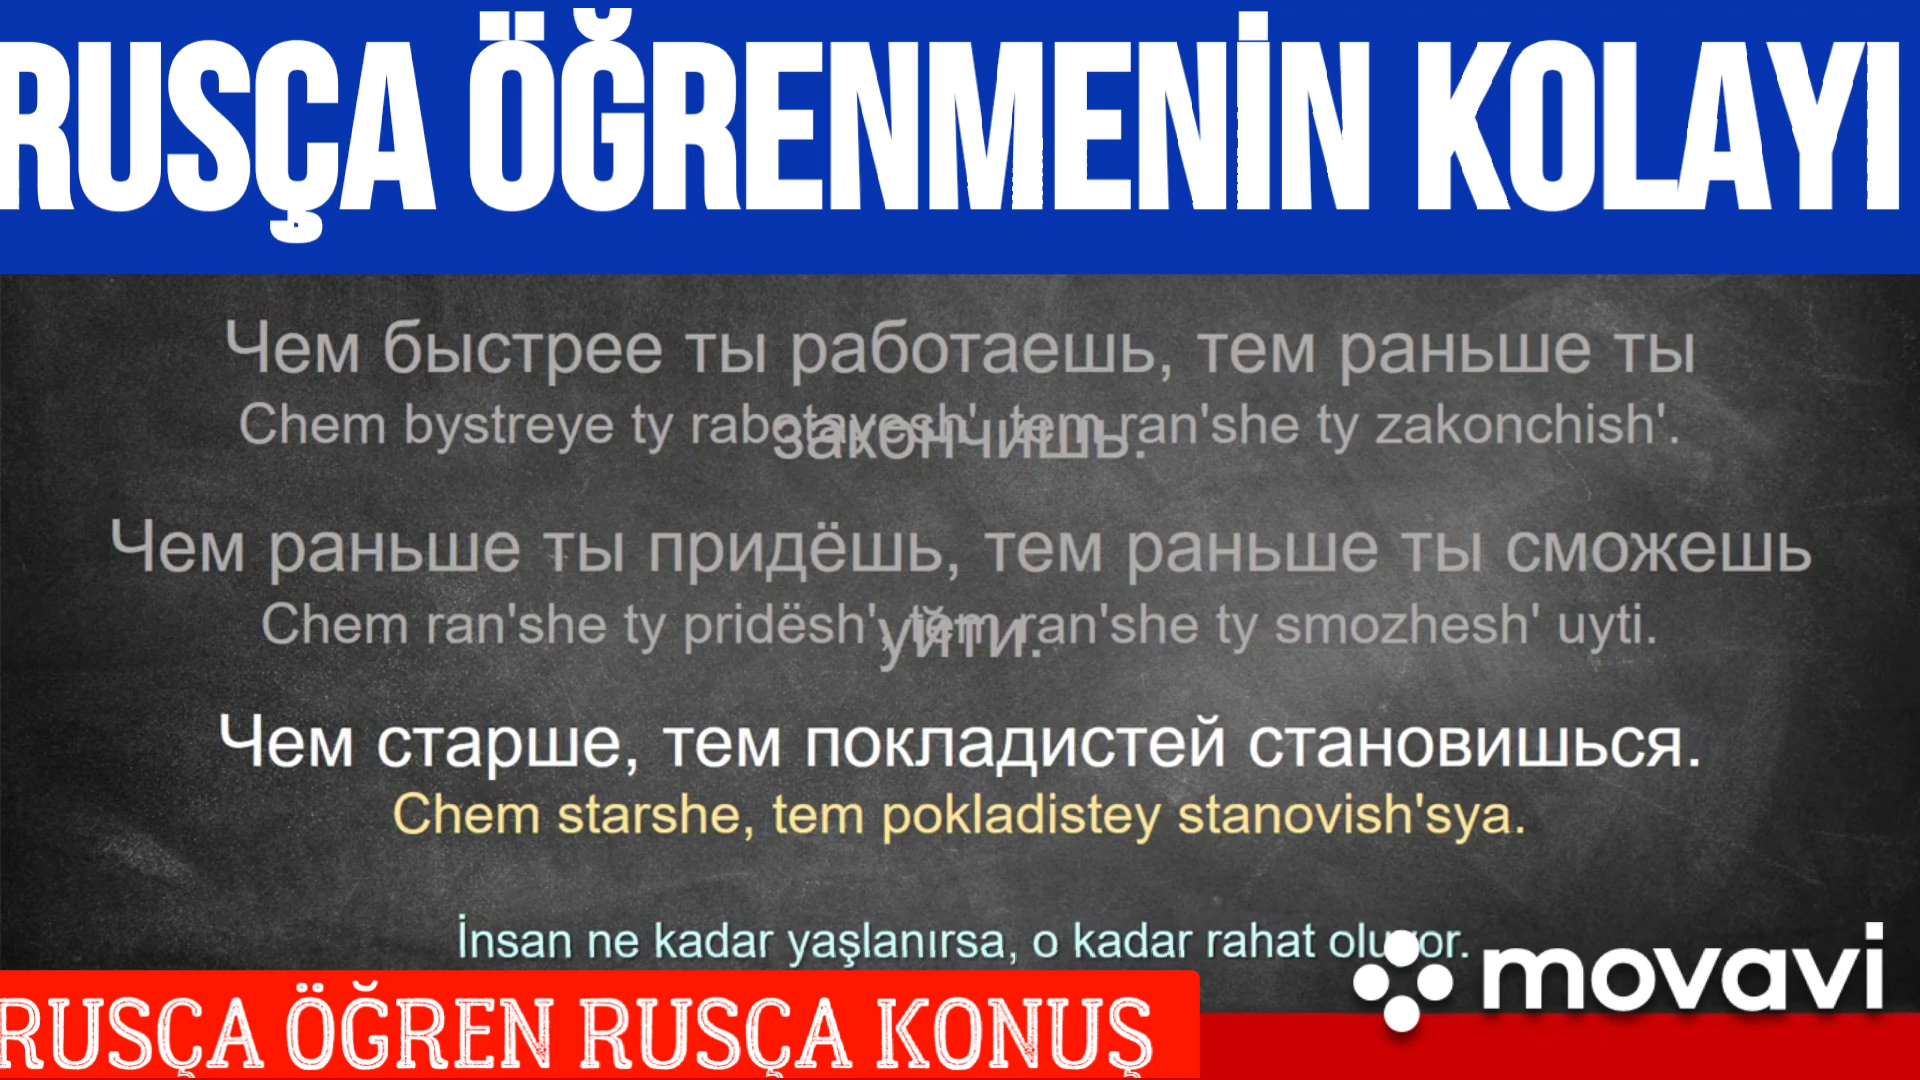 RUSÇA ÖĞRENMENİN KOLAYI
Чем быстрее ты работаешь, тем раньше ты
закончишь.
Chem bystreye ty rabotayesh', tem ran'she ty zakonchish'.
Чем раньше ты придёшь, тем раньше ты сможешь
уйти.
Chem ran'she ty pridësh', tem ran'she ty smozhesh' uyti.
Чем старше, тем покладистей становишься.
Chem starshe, tem pokladistey stanovish'sya.
İnsan ne kadar yaşlanırsa, o kadar rahat oluyor.
movavi
RUSÇA ÖĞREN RUSÇA KONUŞ